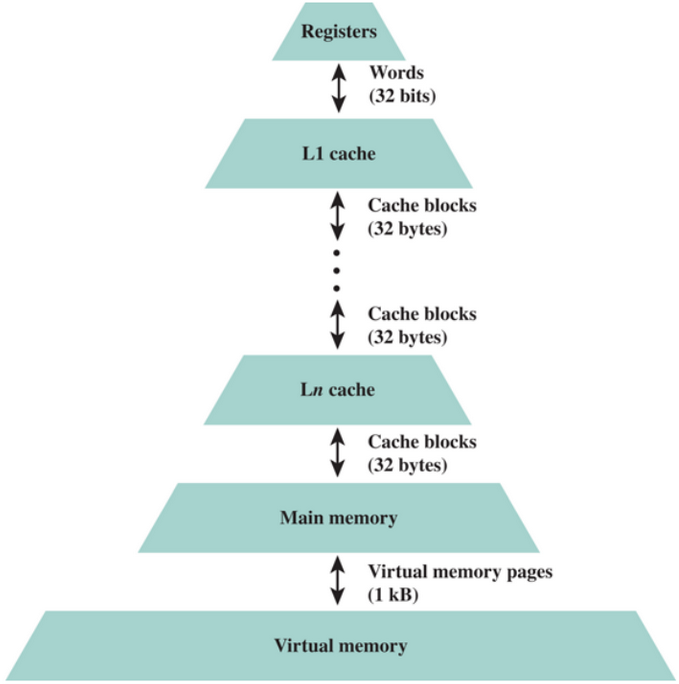 Registers
Words
(32 bits)
L1 cache
Cache blocks
(32 bytes)
Cache blocks
(32 bytes)
Ln cache
Cache blocks
(32 bytes)
Main memory
Virtual memory pages
(1 kB)
Virtual memory